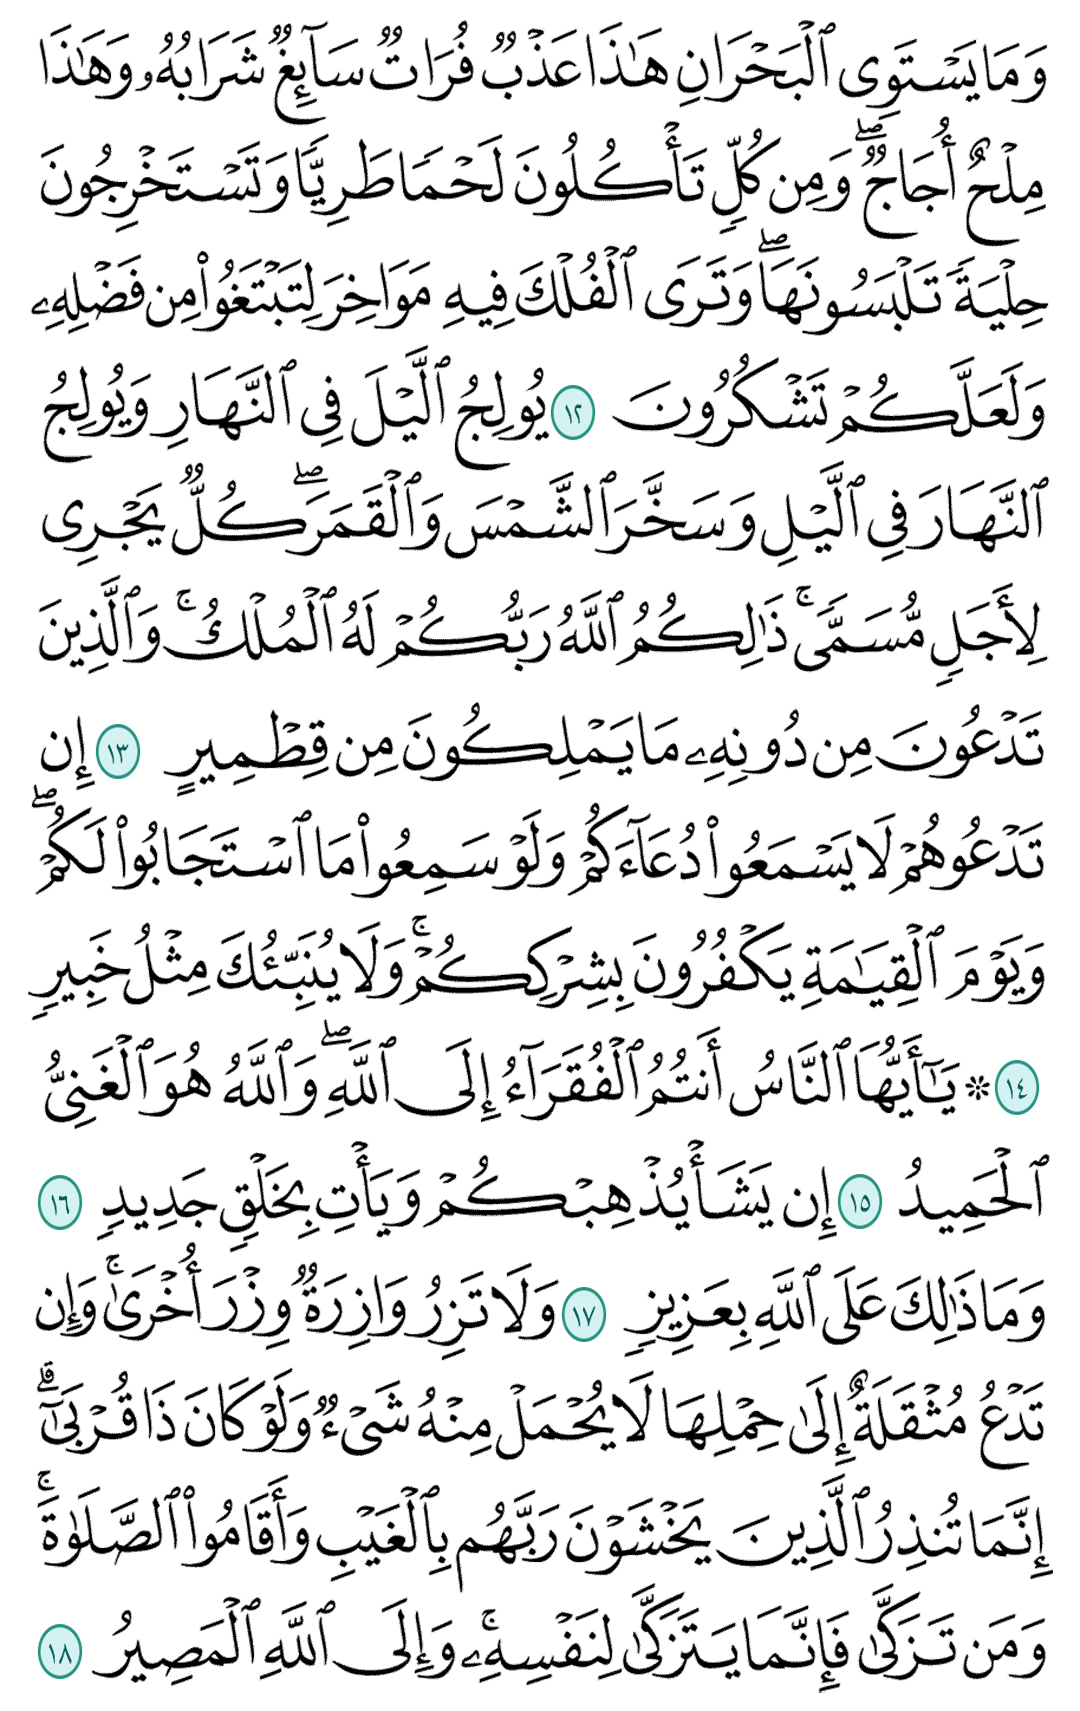 وَمَا يَسْتَوِى ٱلْبَحْرَانِ هَـٰذَا عَذْبٌ فُرَاتٌ سَآئِغٌ شَرَابُهُۥ وَهَـٰذَا
مِلْحٌ أُجَاجٌ ۖ وَمِن كُلٍّ تَأْكُلُونَ لَحْمًا طَرِيًّا وَتَسْتَخْرِجُونَ
حِلْيَةً تَلْبَسُونَهَا ۖ وَتَرَى ٱلْفُلْكَ فِيهِ مَوَاخِرَ لِتَبْتَغُوا۟ مِن فَضْلِهِۦ
وَلَعَلَّكُمْ تَشْكُرُونَ ١٢ يُولِجُ ٱلَّيْلَ فِى ٱلنَّهَارِ وَيُولِجُ
ٱلنَّهَارَ فِى ٱلَّيْلِ وَسَخَّرَ ٱلشَّمْسَ وَٱلْقَمَرَ ۖ كُلٌّ يَجْرِى
لِأَجَلٍ مُّسَمًّى ۚ ذَٰلِكُمُ ٱللَّهُ رَبُّكُمْ لَهُ ٱلْمُلْكُ ۚ وَٱلَّذِينَ
تَدْعُونَ مِن دُونِهِۦ مَا يَمْلِكُونَ مِن قِطْمِيرٍ ١٣ إِن
تَدْعُوهُمْ لَا يَسْمَعُوا۟ دُعَآءَكُمْ وَلَوْ سَمِعُوا۟ مَا ٱسْتَجَابُوا۟ لَكُمْ ۖ
وَيَوْمَ ٱلْقِيَـٰمَةِ يَكْفُرُونَ بِشِرْكِكُمْ ۚ وَلَا يُنَبِّئُكَ مِثْلُ خَبِيرٍ
١٤ ۞ يَـٰٓأَيُّهَا ٱلنَّاسُ أَنتُمُ ٱلْفُقَرَآءُ إِلَى ٱللَّهِ ۖ وَٱللَّهُ هُوَ ٱلْغَنِىُّ
ٱلْحَمِيدُ ١٥ إِن يَشَأْ يُذْهِبْكُمْ وَيَأْتِ بِخَلْقٍ جَدِيدٍ ١٦
وَمَا ذَٰلِكَ عَلَى ٱللَّهِ بِعَزِيزٍ ١٧ وَلَا تَزِرُ وَازِرَةٌ وِزْرَ أُخْرَىٰ ۚ وَإِن
تَدْعُ مُثْقَلَةٌ إِلَىٰ حِمْلِهَا لَا يُحْمَلْ مِنْهُ شَىْءٌ وَلَوْ كَانَ ذَا قُرْبَىٰٓ ۗ
إِنَّمَا تُنذِرُ ٱلَّذِينَ يَخْشَوْنَ رَبَّهُم بِٱلْغَيْبِ وَأَقَامُوا۟ ٱلصَّلَوٰةَ ۚ
وَمَن تَزَكَّىٰ فَإِنَّمَا يَتَزَكَّىٰ لِنَفْسِهِۦ ۚ وَإِلَى ٱللَّهِ ٱلْمَصِيرُ ١٨